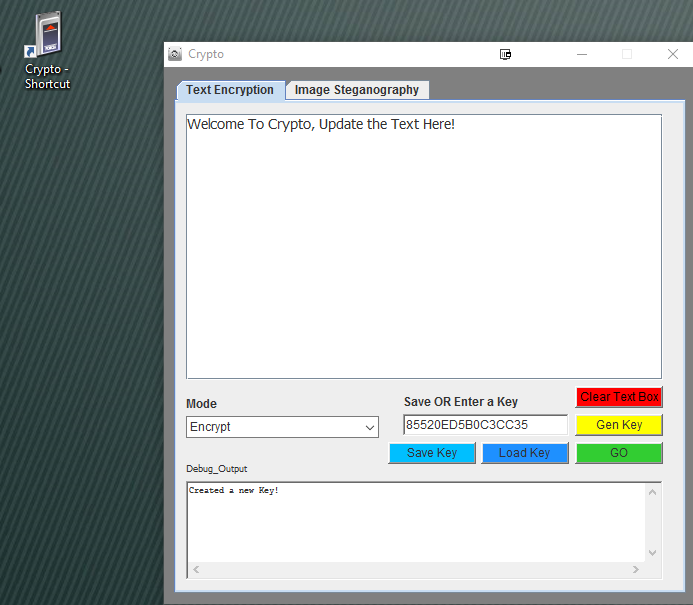 Crypto -
Shortcut
Crypto
Text Encryption
Image Steganography
Welcome To Crypto, Update the Text Here!
Mode
Save OR Enter a Key
Clear Text Box
Encrypt
85520ED5B0C3CC35
Gen Key
Save Key
Load Key
GO
Debug_Output
Created a new Key!